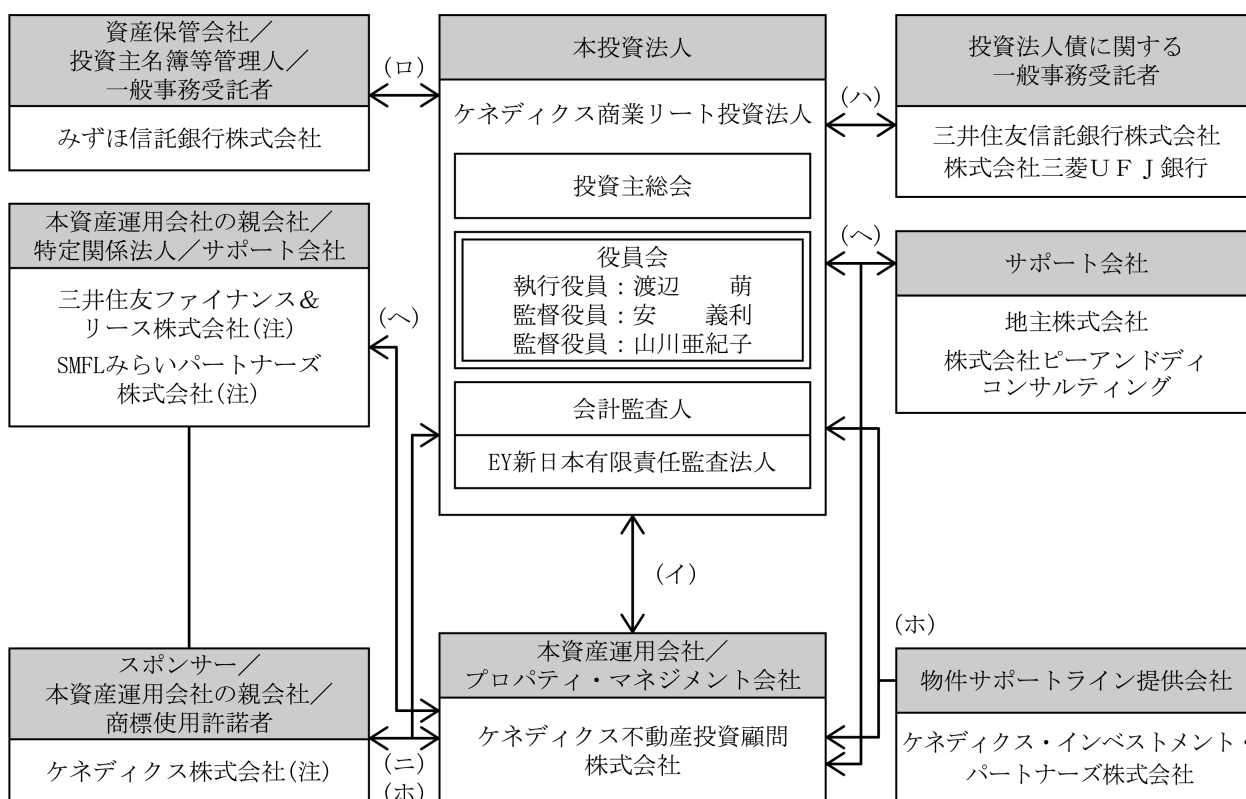 資産保管会社／
投資主名簿等管理人／
一般事務受託者
みずほ信託銀行株式会社
(ロ)
本投資法人
ケネディクス商業リート投資法人
投資主総会
役員会
執行役員：渡辺　　萌
監督役員：安　　義利
監督役員：山川亜紀子
会計監査人
EY新日本有限責任監査法人
(ハ)
投資法人債に関する
一般事務受託者
三井住友信託銀行株式会社
株式会社三菱ＵＦＪ銀行
本資産運用会社の親会社／
特定関係法人／サポート会社
三井住友ファイナンス＆
リース株式会社(注)
SMFLみらいパートナーズ
株式会社(注)
(ヘ)
(ヘ)
サポート会社
地主株式会社
株式会社ピーアンドディ
コンサルティング
(イ)
(ホ)
スポンサー／
本資産運用会社の親会社／
商標使用許諾者
ケネディクス株式会社(注)
(ニ)
(ホ)
本資産運用会社／
プロパティ・マネジメント会社
ケネディクス不動産投資顧問
株式会社
物件サポートライン提供会社
ケネディクス・インベストメント・
パートナーズ株式会社